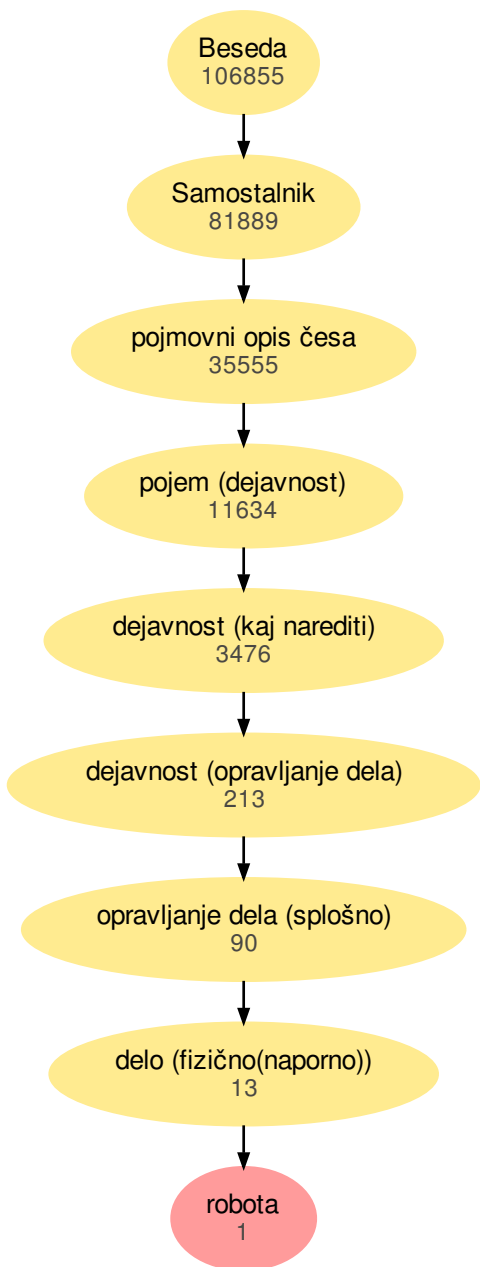 Beseda
106855
Samostalnik
81889
pojmovni opis česa
35555
pojem (dejavnost)
11634
dejavnost (kaj narediti)
3476
dejavnost (opravljanje dela)
213
opravljanje dela (splošno)
90
delo (fizično(naporno))
13
robota
1